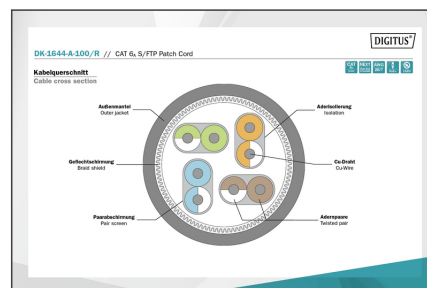 DIGITUS®
DK-1644-A-100/R // CAT 6A S/FTP Patch Cord
Kabelquerschnitt
Cable cross section
Außenmantel
Outer jacket
Aderisolierung
Isolation
Geflechtschirmung
Braid shield
Cu-Draht
Cu-Wire
Paarabschirmung
Pair screen
Adernpaare
Twisted pair